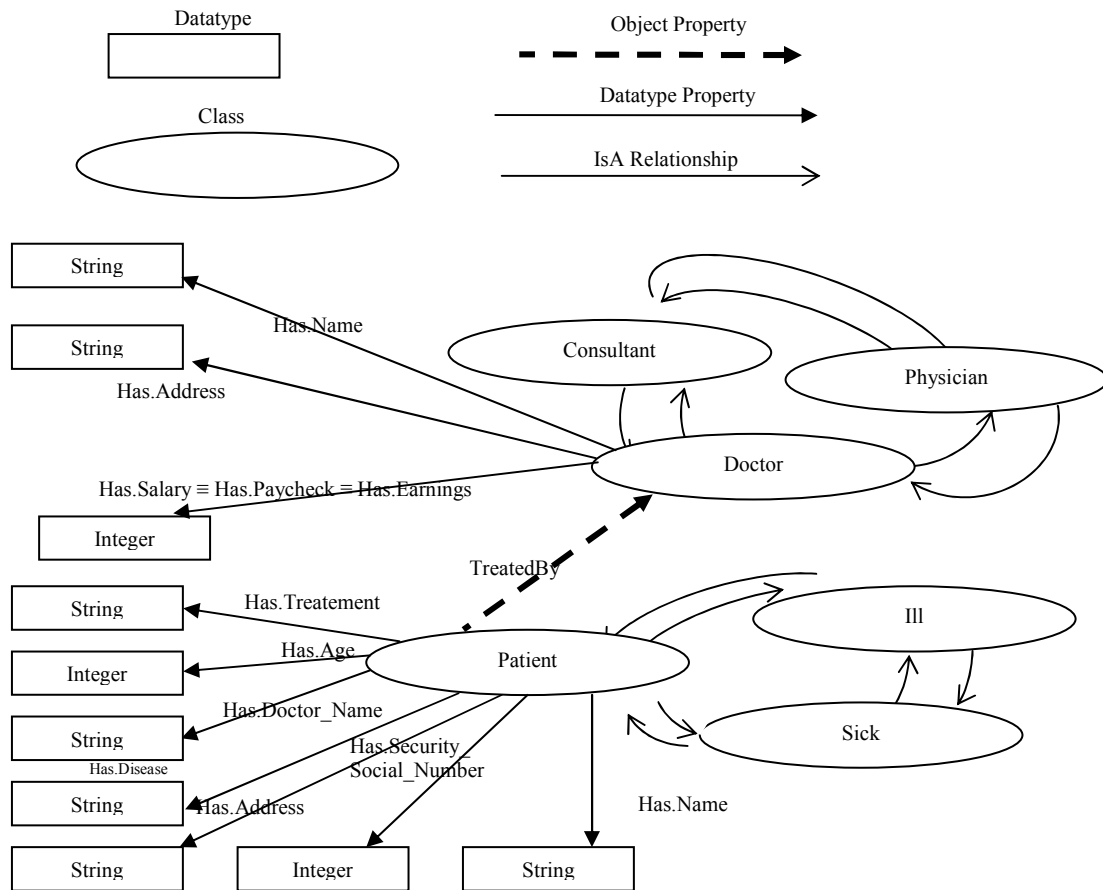 Datatype
Object Property
Datatype Property
Class
IsA Relationship
String
Has.Name
Consultant
String
Physician
Has.Address
Doctor
Has.Salary ≡ Has.Paycheck ≡ Has.Earnings
Integer
TreatedBy
String
Has.Treatement
Ill
Has.Age
Integer
Patient
Has.Doctor_Name
String
Sick
Has.Disease
Has.Security_
Social_Number
String
Has.Address
Has.Name
String
Integer
String